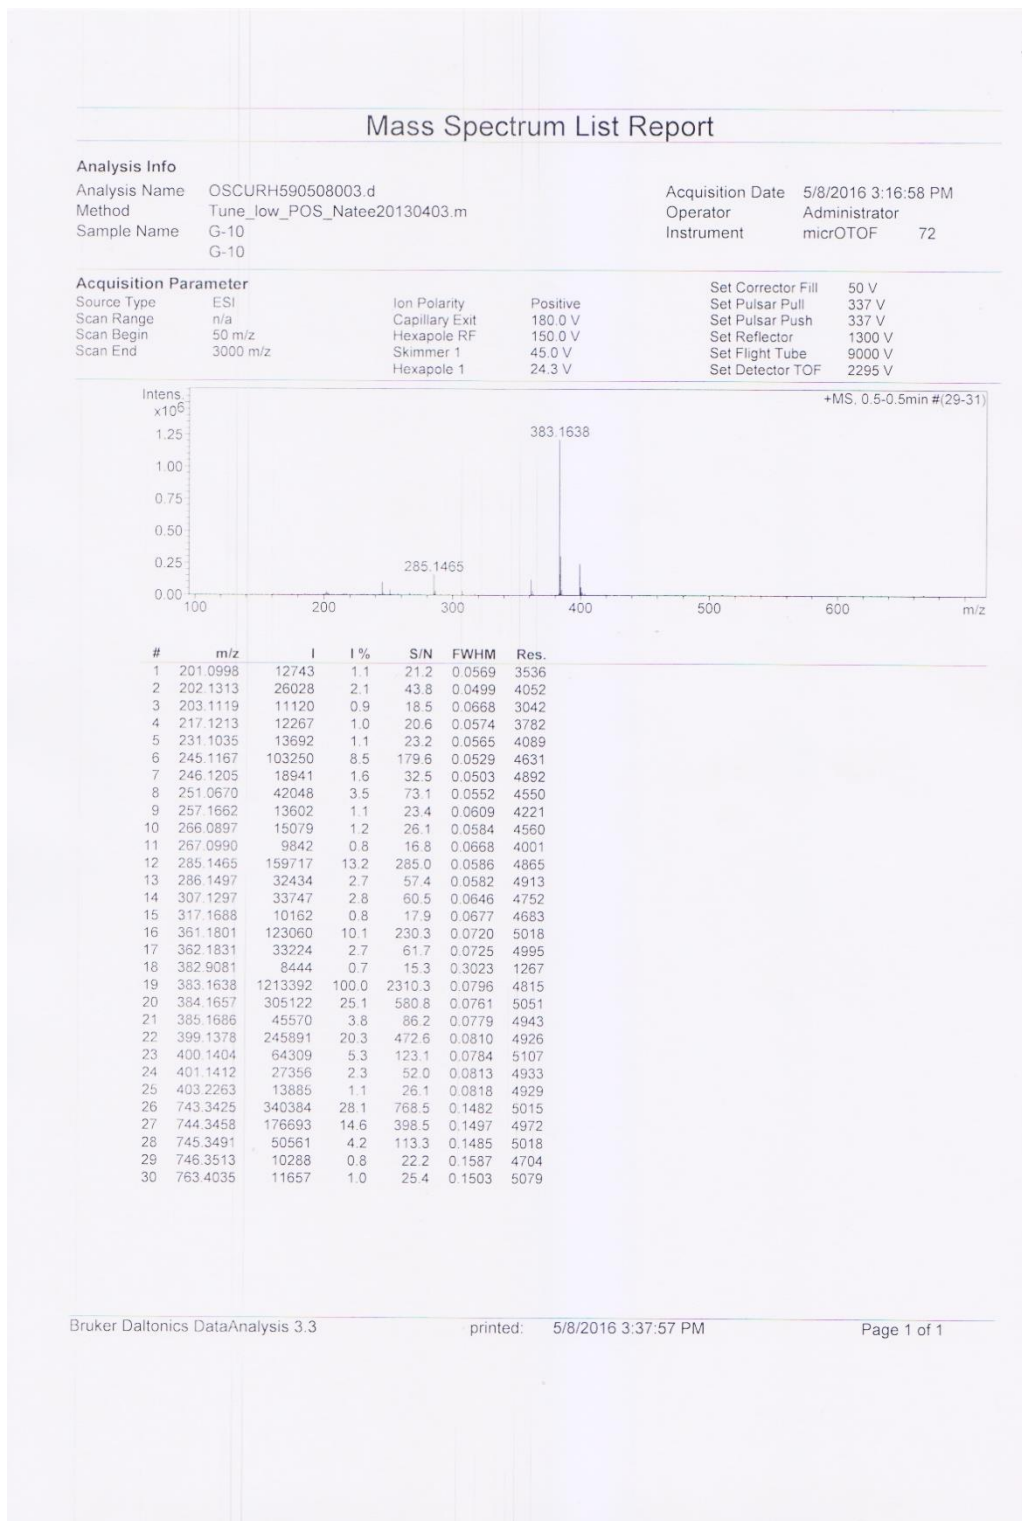 Mass Spectrum List Report
Analysis Info
Analysis Name OSCURH590508003.d Acquisition Date 5/8/2016 3:16:58 PM
Method Tune_low_POS_Natee20130403.m Operator Administrator
Sample Name G-10 Instrument micrOTOF 72
G-10
Acquisition Parameter Set Corrector Fill 50 V
Source Type ESI Ion Polarity Positive Set Pulsar Pull 337 V
Scan Range n/a Capillary Exit 180.0 V Set Pulsar Push 337 V
Scan Begin 50 m/z Hexapole RF 150.0 V Set Reflector 1300 V
Scan End 3000 m/z Skimmer 1 45.0 V Set Flight Tube 9000 V
Hexapole 1 24.3 V Set Detector TOF 2295 V
Intens. +MS, 0.5-0.5min #(29-31)
x10⁶
1.25 383.1638
1.00
0.75
0.50
0.25 285.1465
0.00
100 200 300 400 500 600 m/z
# m/z I I % S/N FWHM Res.
1 201.0998 12743 1.1 21.2 0.0569 3536
2 202.1313 26028 2.1 43.8 0.0499 4052
3 203.1119 11120 0.9 18.5 0.0668 3042
4 217.1213 12267 1.0 20.6 0.0574 3782
5 231.1035 13692 1.1 23.2 0.0565 4089
6 245.1167 103250 8.5 179.6 0.0529 4631
7 246.1205 18941 1.6 32.5 0.0503 4892
8 251.0670 42048 3.5 73.1 0.0552 4550
9 257.1662 13602 1.1 23.4 0.0609 4221
10 266.0897 15079 1.2 26.1 0.0584 4560
11 267.0990 9842 0.8 16.8 0.0668 4001
12 285.1465 159717 13.2 285.0 0.0586 4865
13 286.1497 32434 2.7 57.4 0.0582 4913
14 307.1297 33747 2.8 60.5 0.0646 4752
15 317.1688 10162 0.8 17.9 0.0677 4683
16 361.1801 123060 10.1 230.3 0.0720 5018
17 362.1831 33224 2.7 61.7 0.0725 4995
18 382.9081 8444 0.7 15.3 0.3023 1267
19 383.1638 1213392 100.0 2310.3 0.0796 4815
20 384.1657 305122 25.1 580.8 0.0761 5051
21 385.1686 45570 3.8 86.2 0.0779 4943
22 399.1378 245891 20.3 472.6 0.0810 4926
23 400.1404 64309 5.3 123.1 0.0784 5107
24 401.1412 27356 2.3 52.0 0.0813 4933
25 403.2263 13885 1.1 26.1 0.0818 4929
26 743.3425 340384 28.1 768.5 0.1482 5015
27 744.3458 176693 14.6 398.5 0.1497 4972
28 745.3491 50561 4.2 113.3 0.1485 5018
29 746.3513 10288 0.8 22.2 0.1587 4704
30 763.4035 11657 1.0 25.4 0.1503 5079
Bruker Daltonics DataAnalysis 3.3 printed: 5/8/2016 3:37:57 PM Page 1 of 1